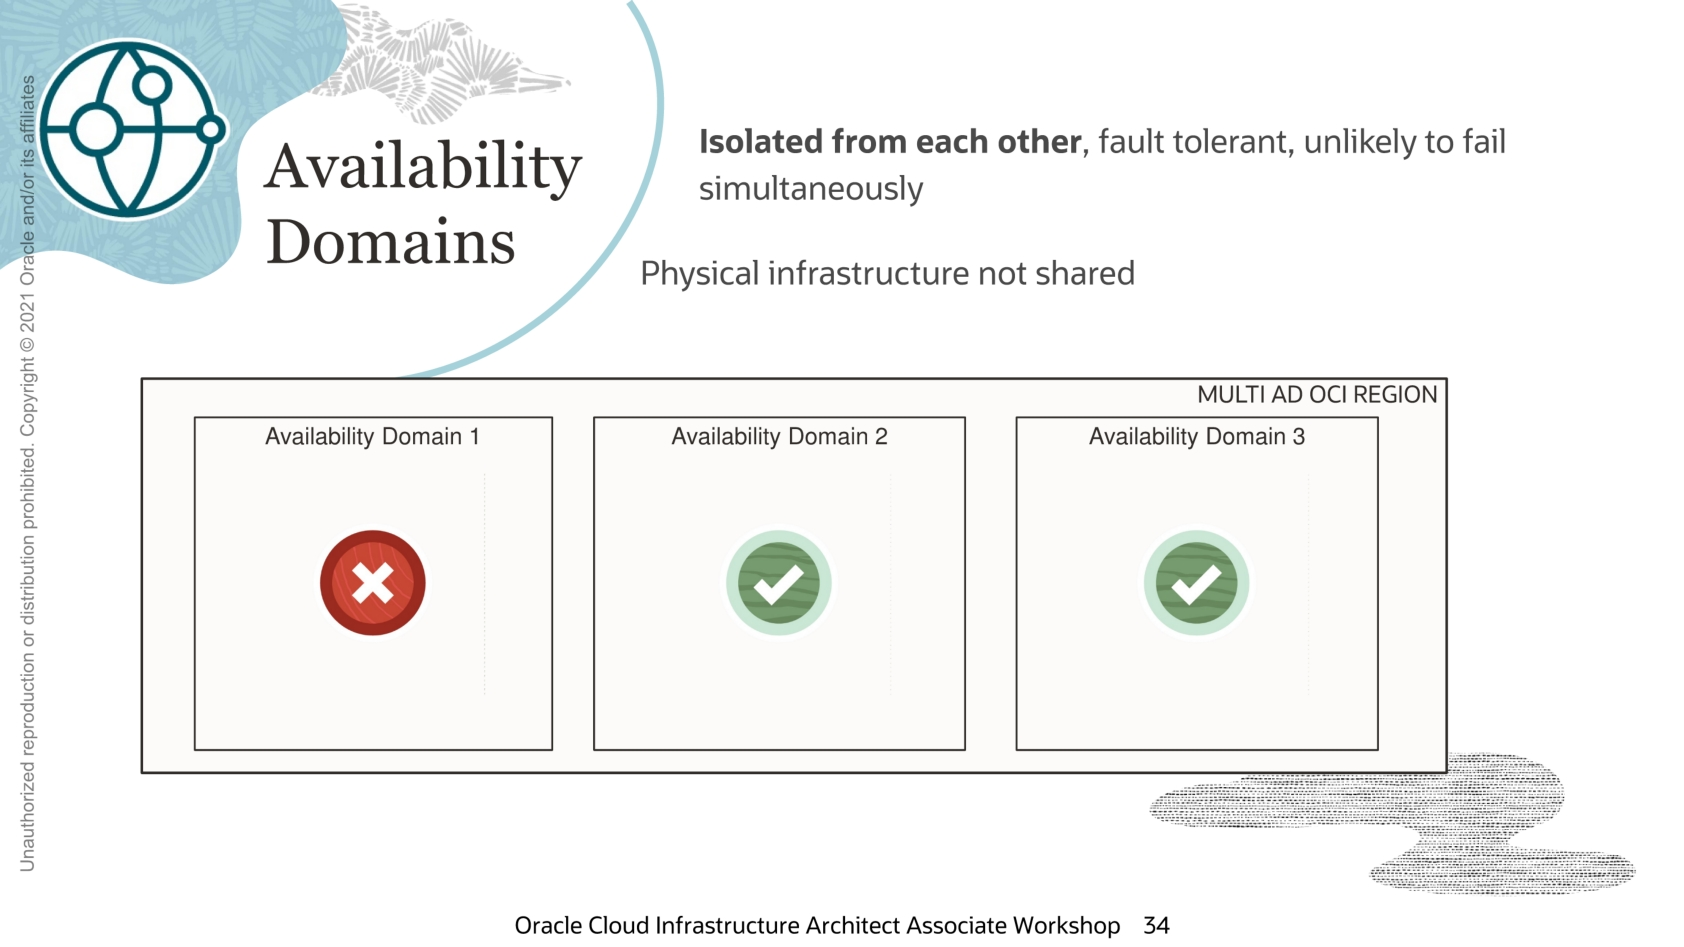 Availability
Domains
Isolated from each other, fault tolerant, unlikely to fail
simultaneously
Physical infrastructure not shared
MULTI AD OCI REGION
Availability Domain 1
Availability Domain 2
Availability Domain 3
Unauthorized reproduction or distribution prohibited. Copyright © 2021 Oracle and/or its affiliates
Oracle Cloud Infrastructure Architect Associate Workshop 34